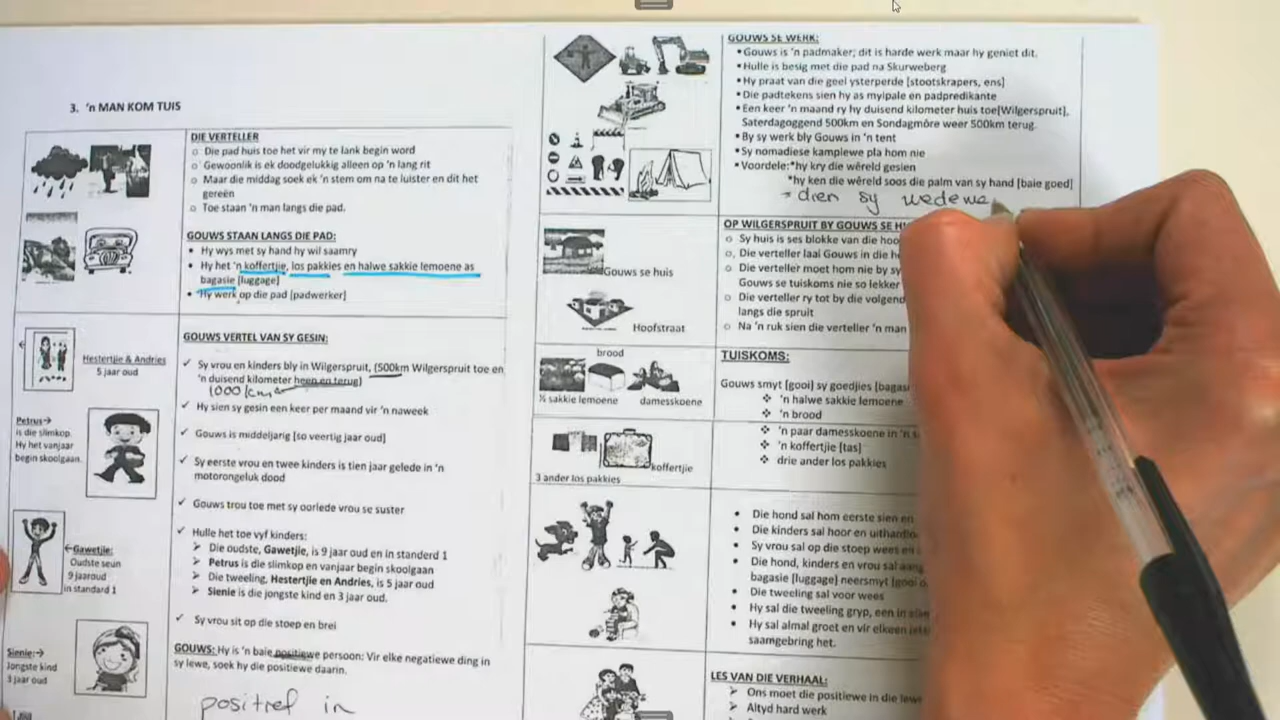 3. 'n MAN KOM TUIS
DIE VERTELLER
o Die pad huis toe het vir my te lank begin word
o Gewoonlik is ek doodgelukkig alleen op 'n lang rit
o Maar die middag soek ek 'n stem om na te luister en dit het
gereën
o Toe staan 'n man langs die pad.
GOUWS STAAN LANGS DIE PAD:
• Hy wys met sy hand hy wil saamry
• Hy het 'n koffertjie, los pakkies en halwe sakkie lemoene as
bagasie [luggage]
• Hy werk op die pad [padwerker]
Hestertjie & Andries
5 jaar oud
Petrus→
is die slimkop.
Hy het vanjaar
begin skoolgaan.
←Gawetjie:
Oudste seun
9 jaaroud
in standard 1
Sienie:→
Jongste kind
3 jaar oud
GOUWS VERTEL VAN SY GESIN:
✓ Sy vrou en kinders bly in Wilgerspruit, (500km Wilgerspruit toe en
'n duisend kilometer heen en terug)
1000 km
✓ Hy sien sy gesin een keer per maand vir 'n naweek
✓ Gouws is middeljarig [so veertig jaar oud]
✓ Sy eerste vrou en twee kinders is tien jaar gelede in 'n
motorongeluk dood
✓ Gouws trou toe met sy oorlede vrou se suster
✓ Hulle het toe vyf kinders:
➢ Die oudste, Gawetjie, is 9 jaar oud en in standerd 1
➢ Petrus is die slimkop en vanjaar begin skoolgaan
➢ Die tweeling, Hestertjie en Andries, is 5 jaar oud
➢ Sienie is die jongste kind en 3 jaar oud.
✓ Sy vrou sit op die stoep en brei
GOUWS: Hy is 'n baie positiewe persoon: Vir elke negatiewe ding in
sy lewe, soek hy die positiewe daarin.
positief in
GOUWS SE WERK:
• Gouws is 'n padmaker; dit is harde werk maar hy geniet dit.
• Hulle is besig met die pad na Skurweberg
• Hy praat van die geel ysterperde [stootskrapers, ens]
• Die padtekens sien hy as mylpale en padpredikante
• Een keer 'n maand ry hy duisend kilometer huis toe[Wilgerspruit],
Saterdagoggend 500km en Sondagmôre weer 500km terug.
• By sy werk bly Gouws in 'n tent
• Sy nomadiese kamplewe pla hom nie
• Voordele:*hy kry die wêreld gesien
*hy ken die wêreld soos die palm van sy hand [baie goed]
* dien sy medeme
Gouws se huis
Hoofstraat
OP WILGERSPRUIT BY GOUWS SE H
o Sy huis is ses blokke van die hoo
o Die verteller laai Gouws in die h
o Die verteller moet hom nie by sy
Gouws se tuiskoms nie so lekker
o Die verteller ry tot by die volgend
langs die spruit
o Na 'n ruk sien die verteller 'n man
brood
½ sakkie lemoene damesskoene
TUISKOMS:
Gouws smyt [gooi] sy goedjies [bagasi
❖ 'n halwe sakkie lemoene
❖ 'n brood
❖ 'n paar damesskoene in 'n s
❖ 'n koffertjie [tas]
❖ drie ander los pakkies
koffertjie
3 ander los pakkies
• Die hond sal hom eerste sien en
• Die kinders sal hoor en uithardlo
• Sy vrou sal op die stoep wees en
• Die hond, kinders en vrou sal aang
bagasie [luggage] neersmyt [gooi o
• Die tweeling sal voor wees
• Hy sal die tweeling gryp, een in elke
• Hy sal almal groet en vir elkeen iets
saamgebring het.
LES VAN DIE VERHAAL:
➢ Ons moet die positiewe in die lewe
➢ Altyd hard werk